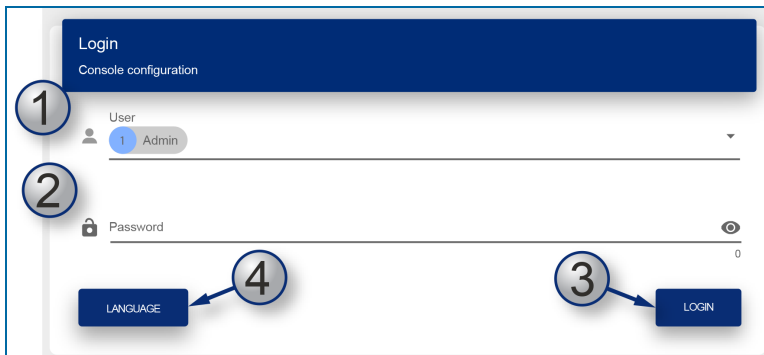 Login
Console configuration
1
User
1 Admin
2
Password
0
4
3
LANGUAGE
LOGIN